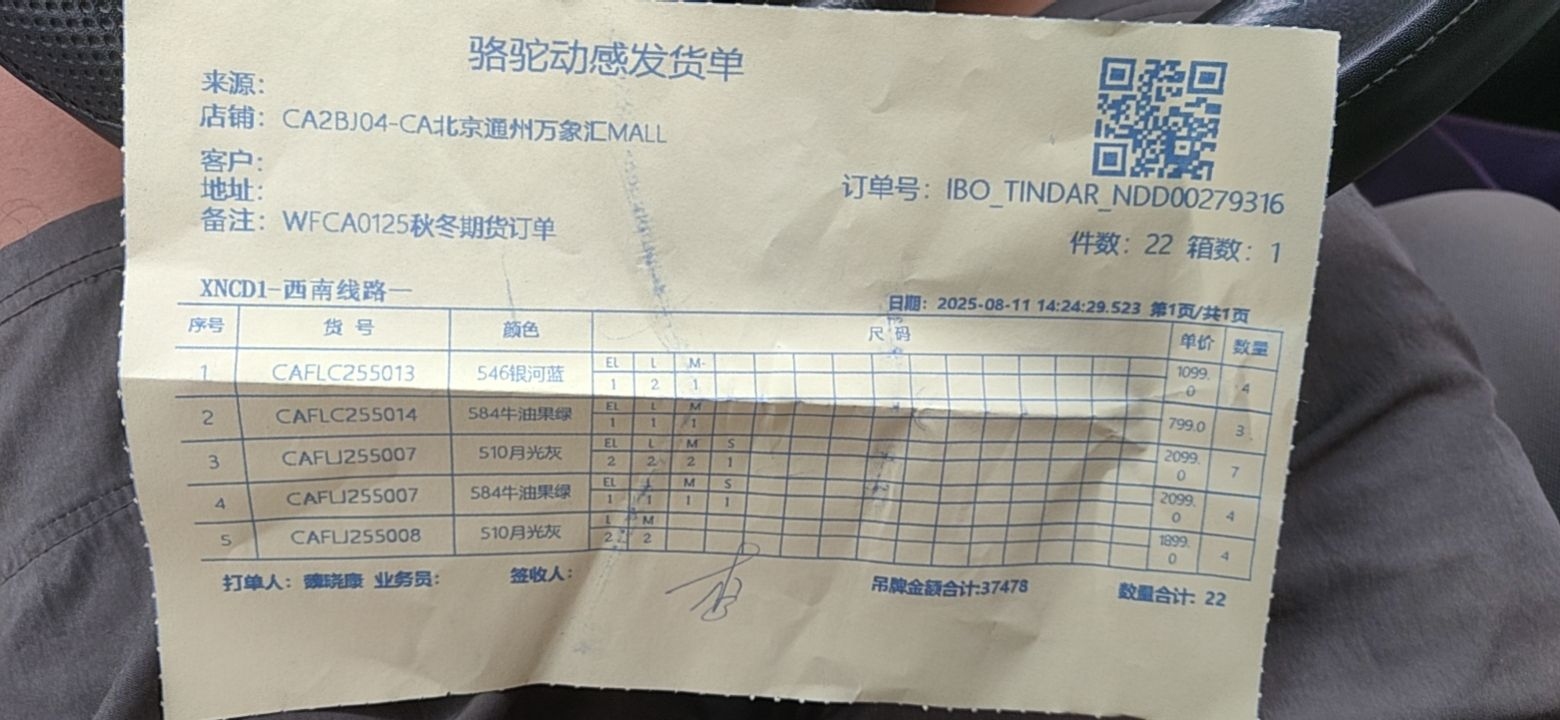 骆驼动感发货单
来源：
店铺：CA2BJ04-CA北京通州万象汇MALL
客户：
地址：
订单号：IBO_TINDAR_NDD00279316
备注：WFCA0125秋冬期货订单
件数：22 箱数：1
XNCD1-西南线路一
日期：2025-08-11 14:24:29.523 第1页/共1页
序号 货 号 颜色 尺 码 单价 数量
EL L M-
1 CAFLC255013 546银河蓝 1 2 1 1099.0 4
EL L M
2 CAFLC255014 584牛油果绿 1 1 1 799.0 3
EL L M S
3 CAFLJ255007 510月光灰 2 2 2 1 2099.0 7
EL L M S
4 CAFLJ255007 584牛油果绿 1 1 1 1 2099.0 4
L M
5 CAFLJ255008 510月光灰 2 2 1899.0 4
打单人：魏晓康 业务员： 签收人： 吊牌金额合计:37478 数量合计: 22